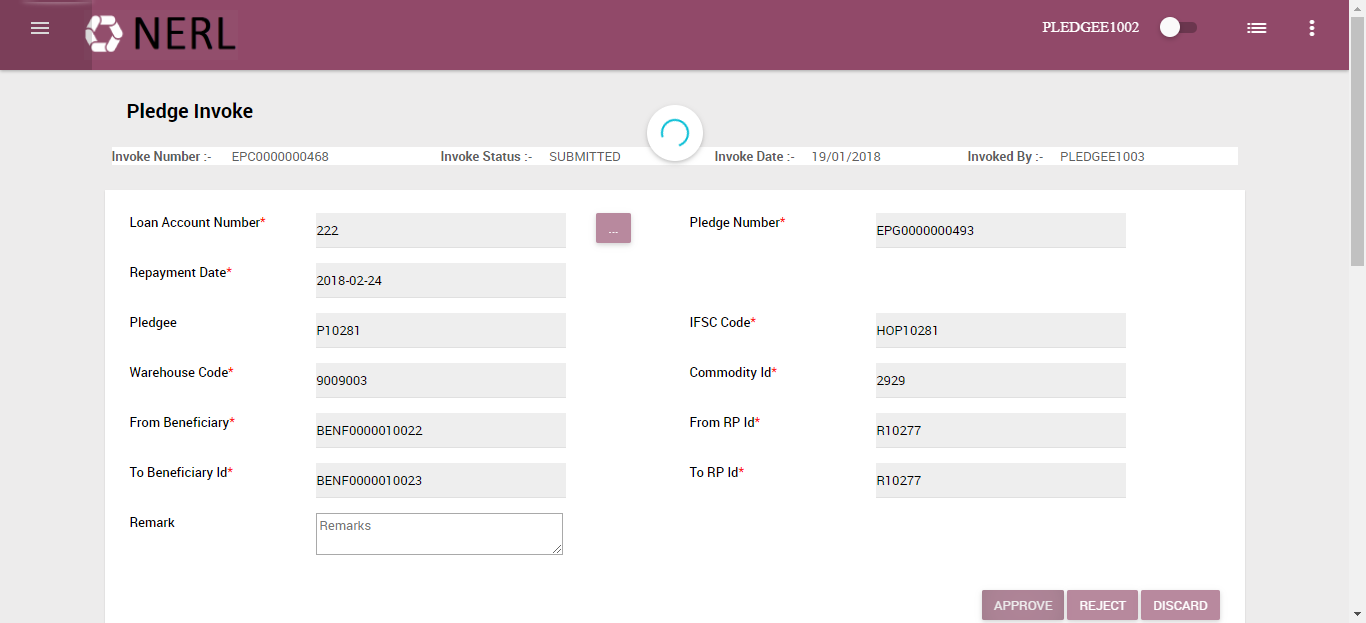 NERL
PLEDGEE1002
Pledge Invoke
Invoke Number :- EPC0000000468 Invoke Status :- SUBMITTED Invoke Date :- 19/01/2018 Invoked By :- PLEDGEE1003
Loan Account Number* 222 ... Pledge Number* EPG0000000493
Repayment Date* 2018-02-24
Pledgee P10281 IFSC Code* HOP10281
Warehouse Code* 9009003 Commodity Id* 2929
From Beneficiary* BENF0000010022 From RP Id* R10277
To Beneficiary Id* BENF0000010023 To RP Id* R10277
Remark Remarks
APPROVE REJECT DISCARD